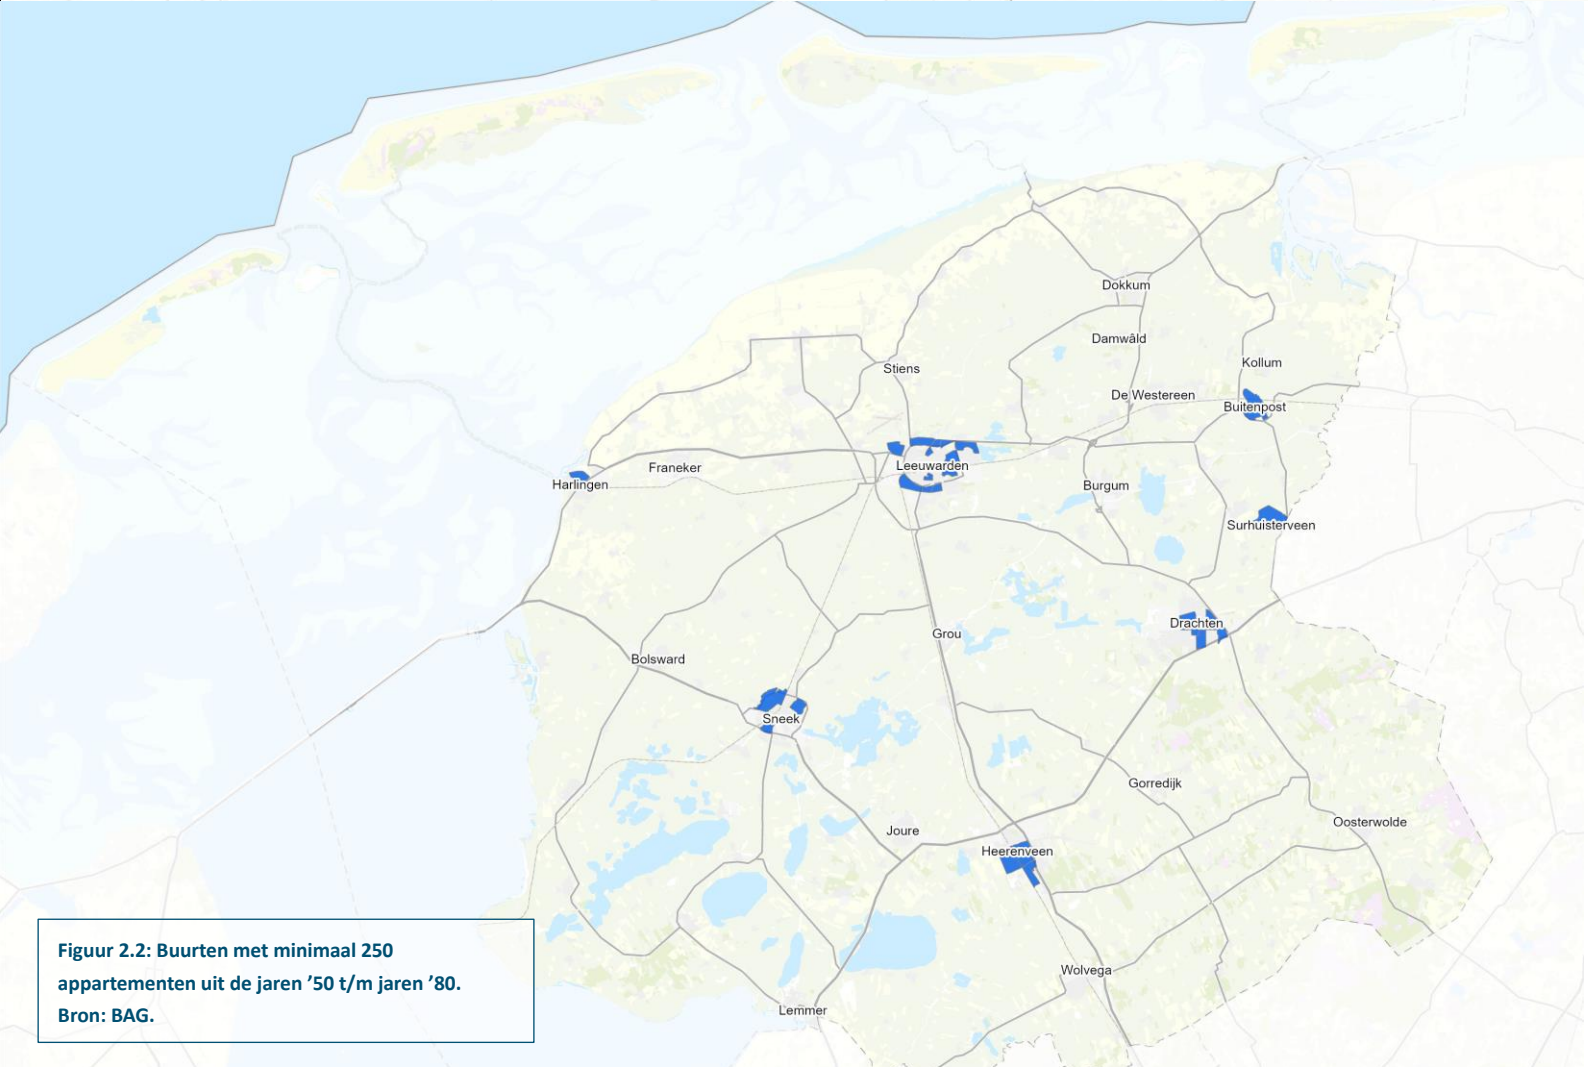 Dokkum
Damwâld
Stiens
Kollum
De Westereen
Buitenpost
Leeuwarden
Franeker
Harlingen
Burgum
Surhuisterveen
Drachten
Grou
Bolsward
Sneek
Gorredijk
Oosterwolde
Joure
Heerenveen
Wolvega
Lemmer
Figuur 2.2: Buurten met minimaal 250
appartementen uit de jaren ’50 t/m jaren ’80.
Bron: BAG.